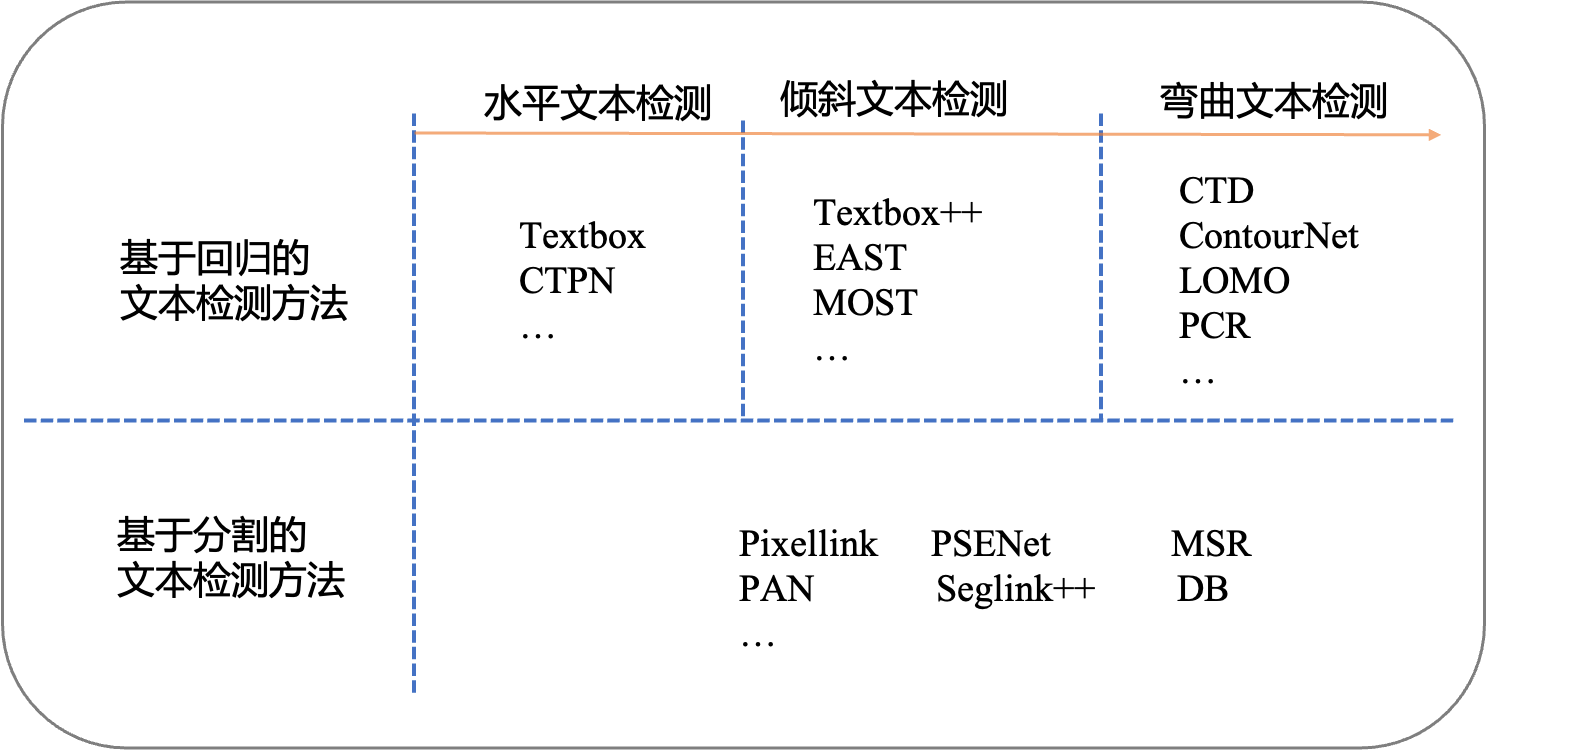 水平文本检测
倾斜文本检测
弯曲文本检测
基于回归的
文本检测方法
Textbox
CTPN
…
Textbox++
EAST
MOST
…
CTD
ContourNet
LOMO
PCR
…
基于分割的
文本检测方法
Pixellink PSENet MSR
PAN Seglink++ DB
…